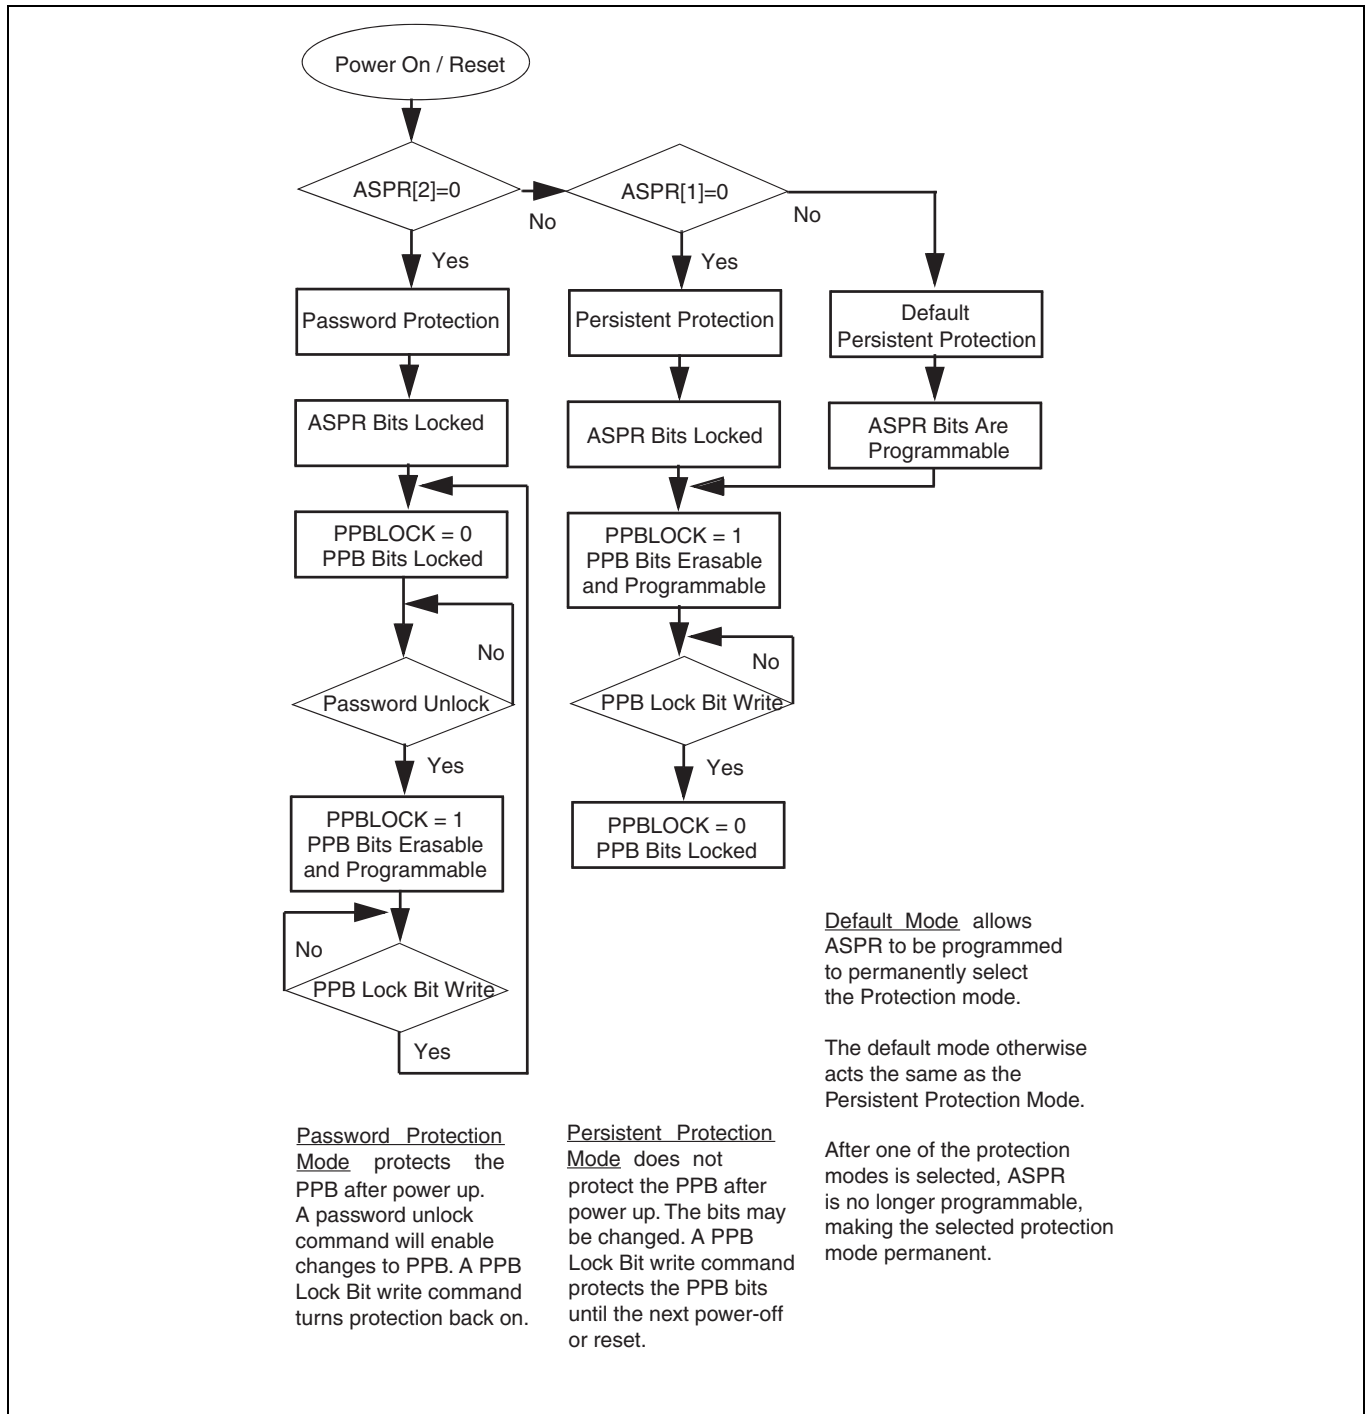 Power On / Reset
ASPR[2]=0
No
ASPR[1]=0
No
Yes
Yes
Password Protection
Persistent Protection
Default
Persistent Protection
ASPR Bits Locked
ASPR Bits Locked
ASPR Bits Are
Programmable
PPBLOCK = 0
PPB Bits Locked
PPBLOCK = 1
PPB Bits Erasable
and Programmable
No
Password Unlock
Yes
No
PPB Lock Bit Write
Yes
PPBLOCK = 1
PPB Bits Erasable
and Programmable
PPBLOCK = 0
PPB Bits Locked
No
PPB Lock Bit Write
Yes
Default Mode allows
ASPR to be programmed
to permanently select
the Protection mode.
The default mode otherwise
acts the same as the
Persistent Protection Mode.
After one of the protection
modes is selected, ASPR
is no longer programmable,
making the selected protection
mode permanent.
Password Protection
Mode protects the
PPB after power up.
A password unlock
command will enable
changes to PPB. A PPB
Lock Bit write command
turns protection back on.
Persistent Protection
Mode does not
protect the PPB after
power up. The bits may
be changed. A PPB
Lock Bit write command
protects the PPB bits
until the next power-off
or reset.